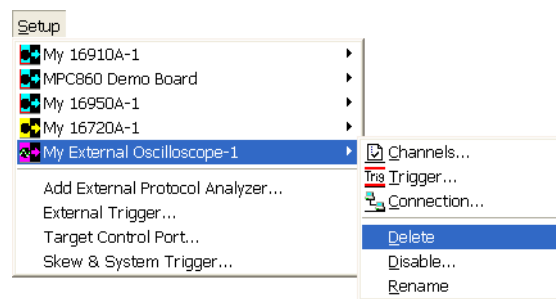 Setup
My 16910A-1
MPC860 Demo Board
My 16950A-1
My 16720A-1
My External Oscilloscope-1
Channels...
Trig Trigger...
Connection...
Add External Protocol Analyzer...
External Trigger...
Target Control Port...
Skew & System Trigger...
Delete
Disable...
Rename